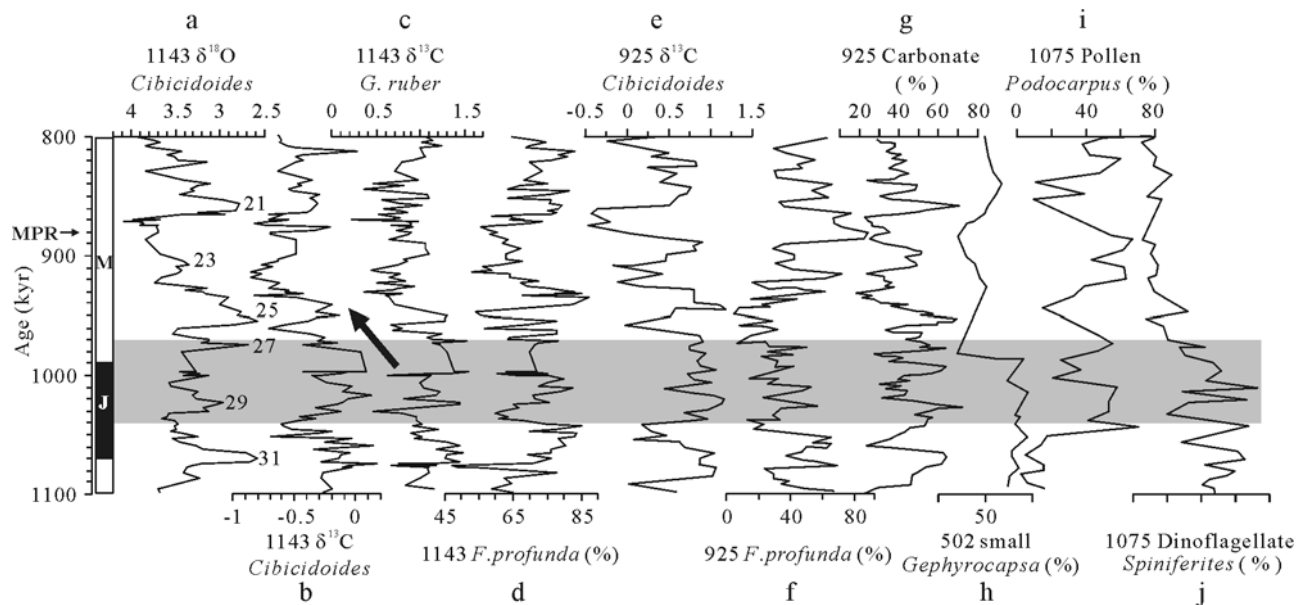 a c e g i
1143 δ¹⁸O 1143 δ¹³C 925 δ¹³C 925 Carbonate 1075 Pollen
Cibicidoides G. ruber Cibicidoides (%) Podocarpus (%)
4 3.5 3 2.5 0 0.5 1.5 -0.5 0 1 1.5 20 40 60 80 0 40 80
800
21
MPR→
900 M 23
25
27
1000
J 29
31
1100
Age (kyr)
-1 -0.5 0 45 65 85 0 40 80 50
1143 δ¹³C 1143 F.profunda (%) 925 F.profunda (%) 502 small 1075 Dinoflagellate
Cibicidoides Gephyrocapsa (%) Spiniferites (%)
b d f h j